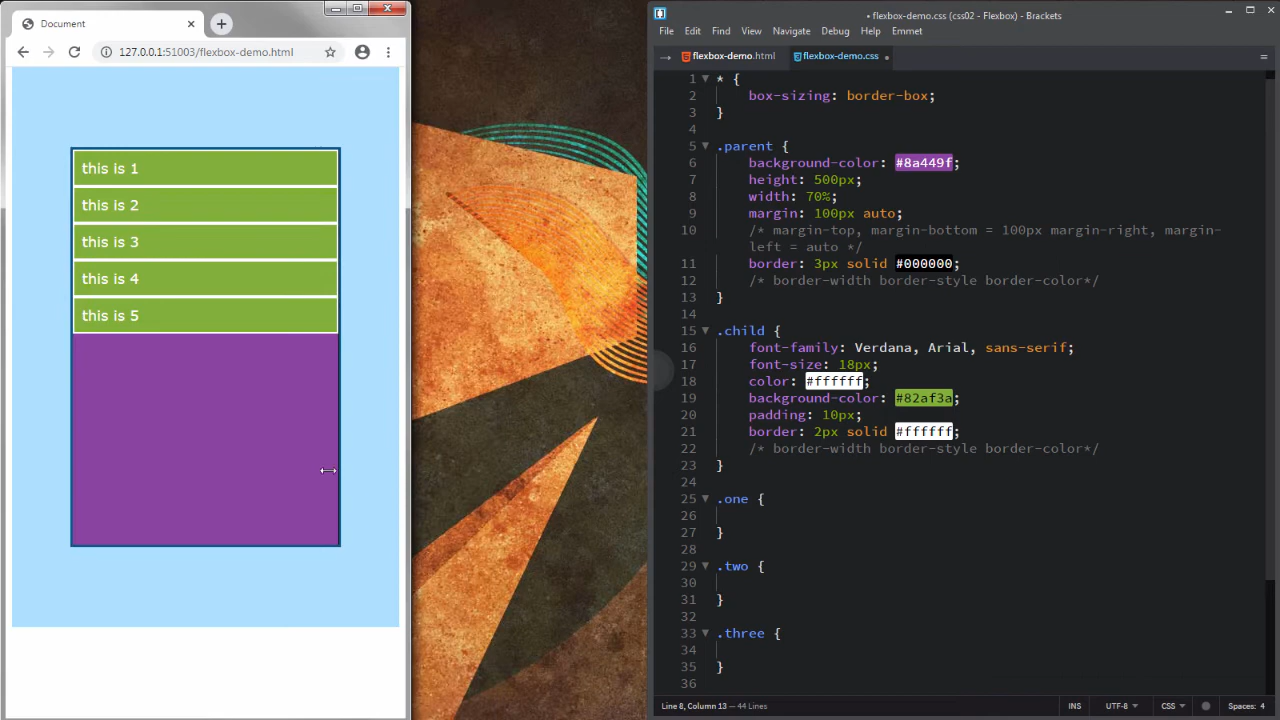 Document
127.0.0.1:51003/flexbox-demo.html
this is 1
this is 2
this is 3
this is 4
this is 5
• flexbox-demo.css (css02 - Flexbox) - Brackets
File Edit Find View Navigate Debug Help Emmet
flexbox-demo.html flexbox-demo.css
1 * {
2 box-sizing: border-box;
3 }
4
5 .parent {
6 background-color: #8a449f;
7 height: 500px;
8 width: 70%;
9 margin: 100px auto;
10 /* margin-top, margin-bottom = 100px margin-right, margin-
left = auto */
11 border: 3px solid #000000;
12 /* border-width border-style border-color*/
13 }
14
15 .child {
16 font-family: Verdana, Arial, sans-serif;
17 font-size: 18px;
18 color: #ffffff;
19 background-color: #82af3a;
20 padding: 10px;
21 border: 2px solid #ffffff;
22 /* border-width border-style border-color*/
23 }
24
25 .one {
26
27 }
28
29 .two {
30
31 }
32
33 .three {
34
35 }
36
Line 8, Column 13 — 44 Lines INS UTF-8 CSS Spaces: 4